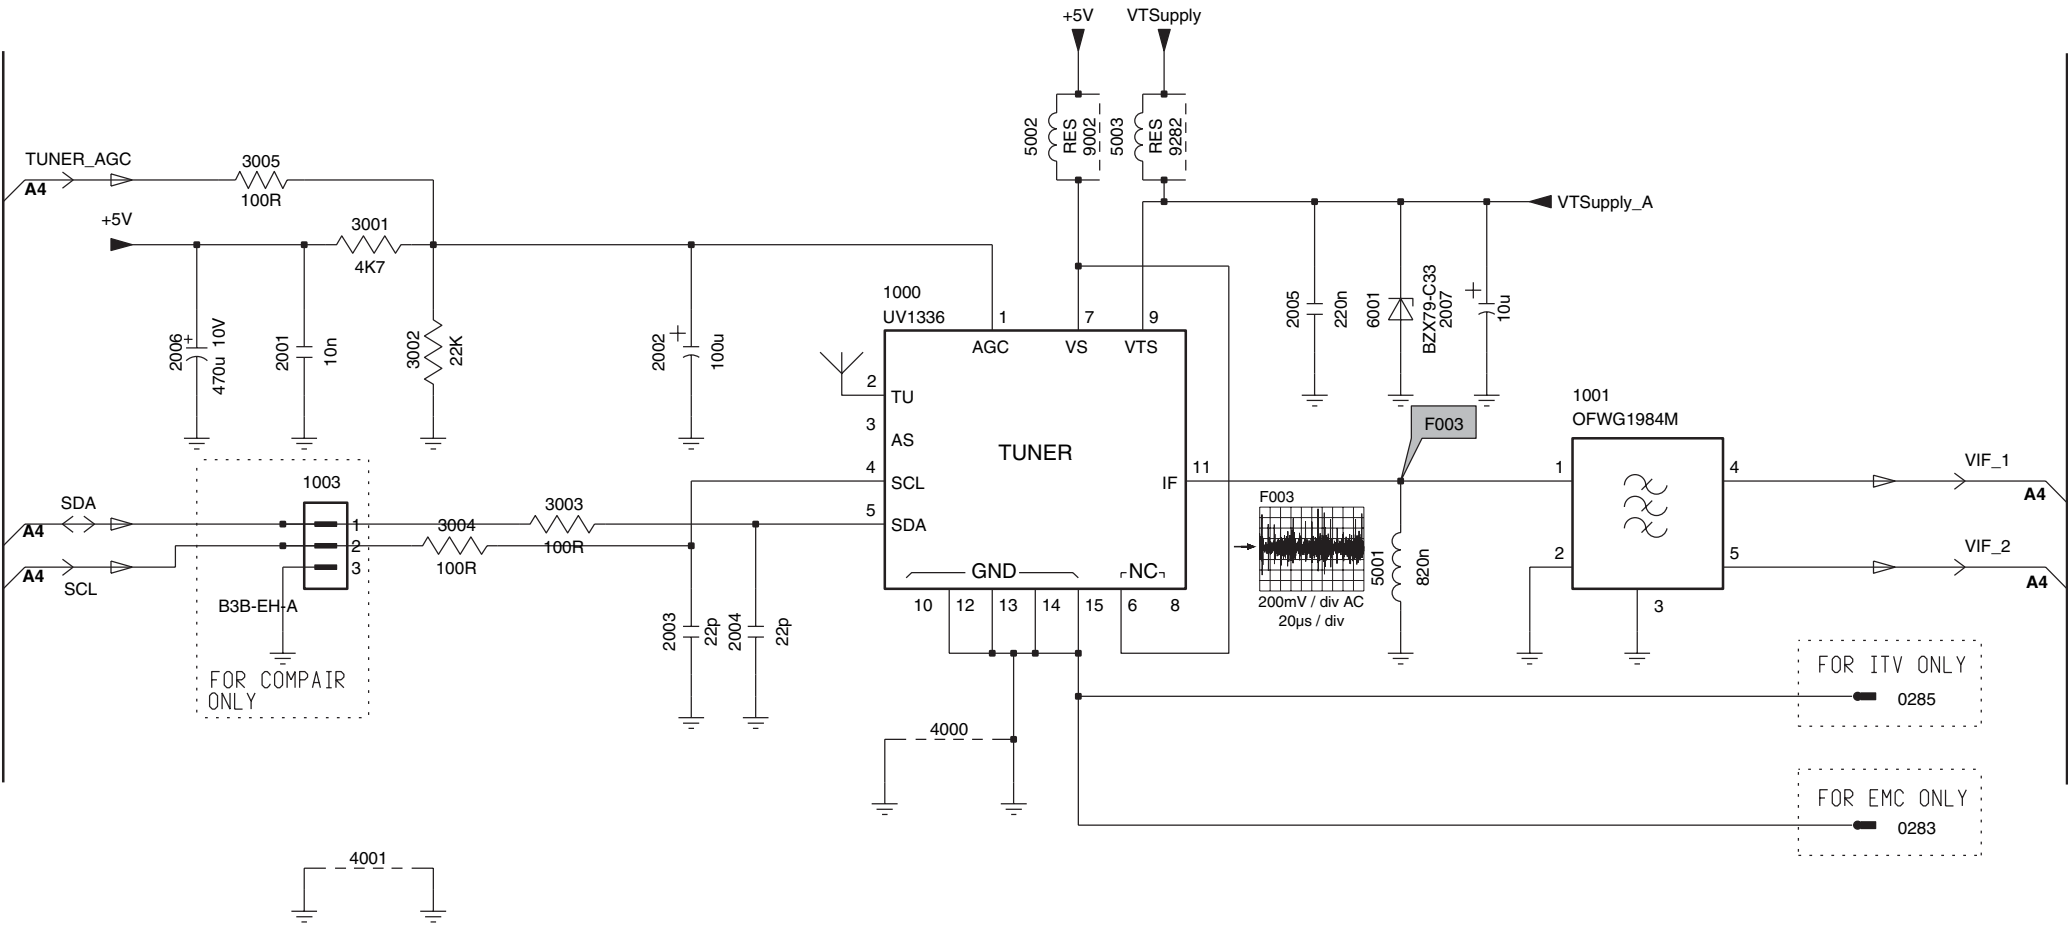 +5V
VTSupply
5002
RES
9002
5003
RES
9282
TUNER_AGC
A4
3005
100R
VTSupply_A
+5V
3001
4K7
2006
+
470u 10V
2001
10n
3002
22K
2002
+
100u
1000
UV1336
1
7
9
AGC
VS
VTS
2005
220n
6001
BZX79-C33
2007
+
10u
2
TU
3
AS
TUNER
4
SCL
5
SDA
IF
11
F003
1001
OFWG1984M
1
4
VIF_1
A4
2
5
VIF_2
A4
3
F003
200mV / div AC
20µs / div
5001
820n
1003
SDA
A4
1
2
3
3003
100R
3004
100R
A4
SCL
B3B-EH-A
FOR COMPAIR
ONLY
2003
22p
2004
22p
GND
NC
10
12
13
14
15
6
8
FOR ITV ONLY
0285
4000
FOR EMC ONLY
0283
4001